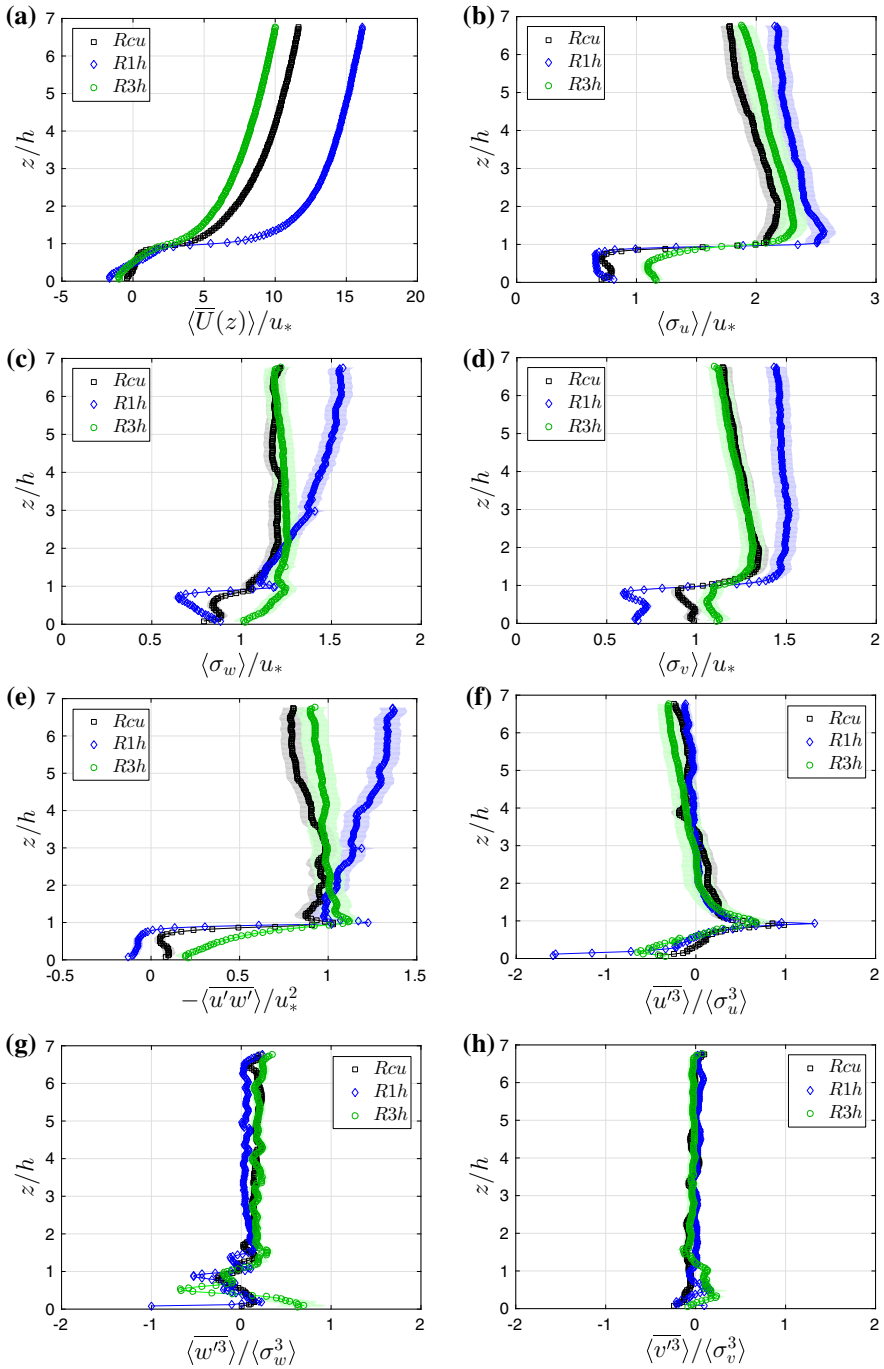 (a)
Rcu
R1h
R3h
z/h
7
6
5
4
3
2
1
0
-5
0
5
10
15
20
⟨U̅(z)⟩/u*
(b)
Rcu
R1h
R3h
z/h
7
6
5
4
3
2
1
0
0
1
2
3
⟨σu⟩/u*
(c)
Rcu
R1h
R3h
z/h
7
6
5
4
3
2
1
0
0
0.5
1
1.5
2
⟨σw⟩/u*
(d)
Rcu
R1h
R3h
z/h
7
6
5
4
3
2
1
0
0
0.5
1
1.5
2
⟨σv⟩/u*
(e)
Rcu
R1h
R3h
z/h
7
6
5
4
3
2
1
0
-0.5
0
0.5
1
1.5
−⟨u̅'̅w̅'̅⟩/u*²
(f)
Rcu
R1h
R3h
z/h
7
6
5
4
3
2
1
0
-2
-1
0
1
2
⟨u̅'̅³̅⟩/⟨σu³⟩
(g)
Rcu
R1h
R3h
z/h
7
6
5
4
3
2
1
0
-2
-1
0
1
2
⟨w̅'̅³̅⟩/⟨σw³⟩
(h)
Rcu
R1h
R3h
z/h
7
6
5
4
3
2
1
0
-2
-1
0
1
2
⟨v̅'̅³̅⟩/⟨σv³⟩